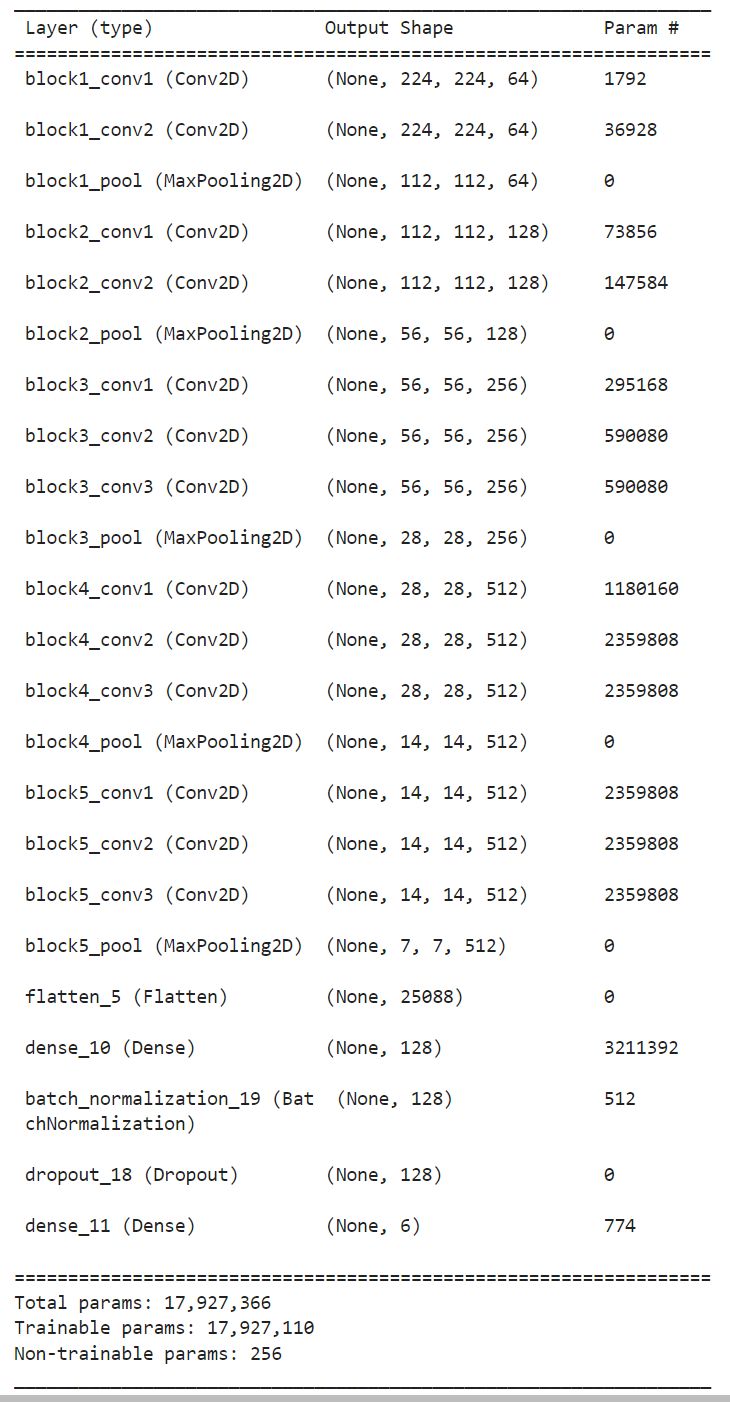 Layer (type) Output Shape Param #
=================================================================
block1_conv1 (Conv2D) (None, 224, 224, 64) 1792
block1_conv2 (Conv2D) (None, 224, 224, 64) 36928
block1_pool (MaxPooling2D) (None, 112, 112, 64) 0
block2_conv1 (Conv2D) (None, 112, 112, 128) 73856
block2_conv2 (Conv2D) (None, 112, 112, 128) 147584
block2_pool (MaxPooling2D) (None, 56, 56, 128) 0
block3_conv1 (Conv2D) (None, 56, 56, 256) 295168
block3_conv2 (Conv2D) (None, 56, 56, 256) 590080
block3_conv3 (Conv2D) (None, 56, 56, 256) 590080
block3_pool (MaxPooling2D) (None, 28, 28, 256) 0
block4_conv1 (Conv2D) (None, 28, 28, 512) 1180160
block4_conv2 (Conv2D) (None, 28, 28, 512) 2359808
block4_conv3 (Conv2D) (None, 28, 28, 512) 2359808
block4_pool (MaxPooling2D) (None, 14, 14, 512) 0
block5_conv1 (Conv2D) (None, 14, 14, 512) 2359808
block5_conv2 (Conv2D) (None, 14, 14, 512) 2359808
block5_conv3 (Conv2D) (None, 14, 14, 512) 2359808
block5_pool (MaxPooling2D) (None, 7, 7, 512) 0
flatten_5 (Flatten) (None, 25088) 0
dense_10 (Dense) (None, 128) 3211392
batch_normalization_19 (Bat (None, 128) 512
chNormalization)
dropout_18 (Dropout) (None, 128) 0
dense_11 (Dense) (None, 6) 774
=================================================================
Total params: 17,927,366
Trainable params: 17,927,110
Non-trainable params: 256